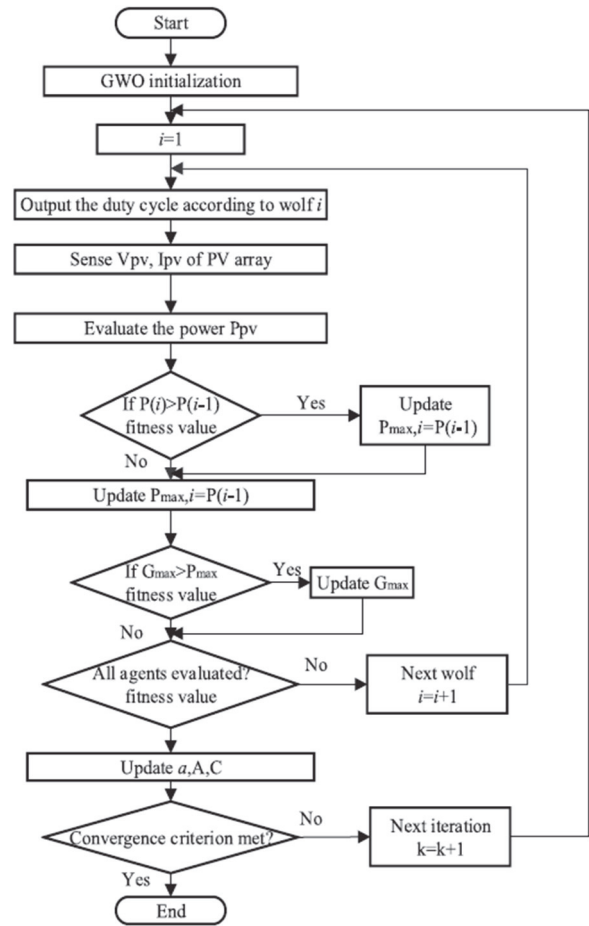 Start
GWO initialization
i=1
Output the duty cycle according to wolf i
Sense Vpv, Ipv of PV array
Evaluate the power Ppv
If P(i)>P(i-1)
fitness value
Yes
Update
Pmax,i=P(i-1)
No
Update Pmax,i=P(i-1)
If Gmax>Pmax
fitness value
Yes
Update Gmax
No
All agents evaluated?
fitness value
No
Next wolf
i=i+1
Update a,A,C
Convergence criterion met?
No
Next iteration
k=k+1
Yes
End